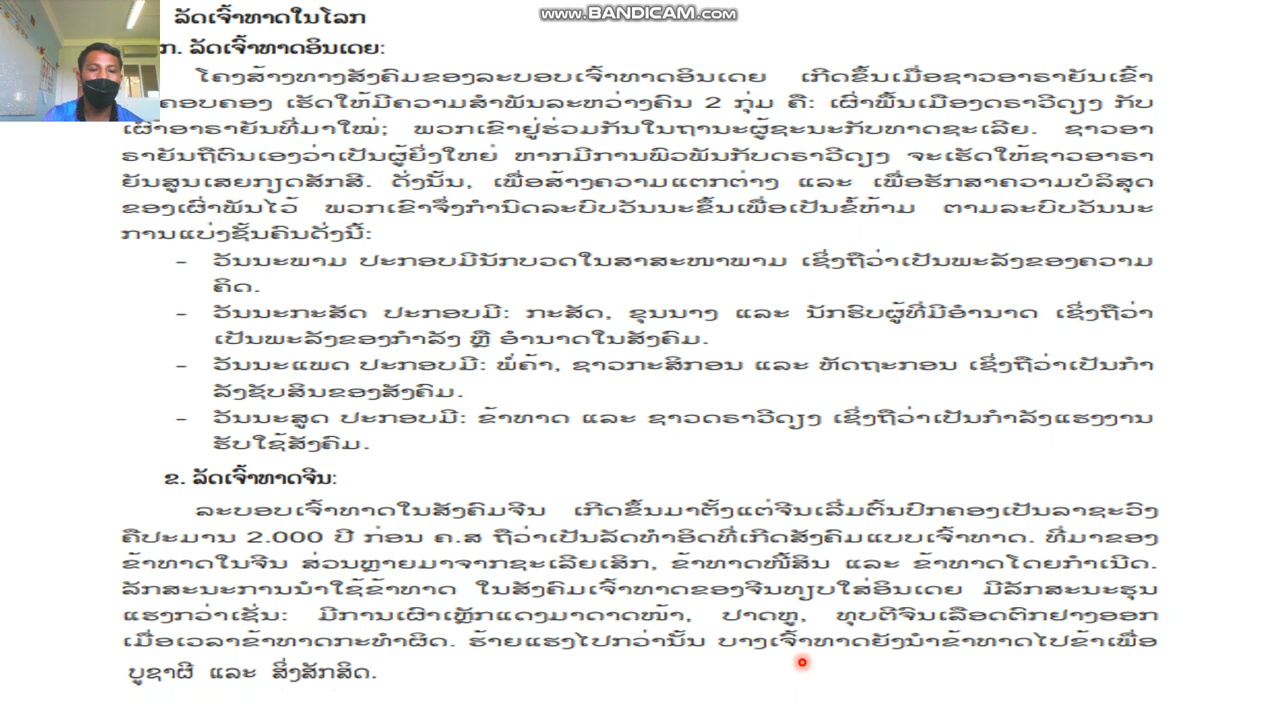 www.BANDICAM.com
ລັດເຈົ້າທາດໃນໂລກ
ກ. ລັດເຈົ້າທາດອິນເດຍ:
ໂຄງສ້າງທາງສັງຄົມຂອງລະບອບເຈົ້າທາດອິນເດຍ ເກີດຂຶ້ນເມື່ອຊາວອາຣາຍັນເຂົ້າ
ຄອບຄອງ ເຮັດໃຫ້ມີຄວາມສຳພັນລະຫວ່າງຄົນ 2 ກຸ່ມ ຄື: ເຜົ່າພື້ນເມືອງດຣາວີດຽງ ກັບ
ເຜົ່າອາຣາຍັນທີ່ມາໃໝ່; ພວກເຂົາຢູ່ຮ່ວມກັນໃນຖານະຜູ້ຊະນະກັບທາດຊະເລີຍ. ຊາວອາ
ຣາຍັນຖືຕົນເອງວ່າເປັນຜູ້ຍິ່ງໃຫຍ່ ຫາກມີການພົວພັນກັບດຣາວີດຽງ ຈະເຮັດໃຫ້ຊາວອາຣາ
ຍັນສູນເສຍກຽດສັກສີ. ດັ່ງນັ້ນ, ເພື່ອສ້າງຄວາມແຕກຕ່າງ ແລະ ເພື່ອຮັກສາຄວາມບໍລິສຸດ
ຂອງເຜົ່າພັນໄວ້ ພວກເຂົາຈຶ່ງກຳນົດລະບົບວັນນະຂຶ້ນເພື່ອເປັນຂໍ້ຫ້າມ ຕາມລະບົບວັນນະ
ການແບ່ງຊັ້ນຄົນດັ່ງນີ້:
- ວັນນະພາມ ປະກອບມີນັກບວດໃນສາສະໜາພາມ ເຊິ່ງຖືວ່າເປັນພະລັງຂອງຄວາມ
ຄິດ.
- ວັນນະກະສັດ ປະກອບມີ: ກະສັດ, ຂຸນນາງ ແລະ ນັກຮົບຜູ້ທີ່ມີອຳນາດ ເຊິ່ງຖືວ່າ
ເປັນພະລັງຂອງກຳລັງ ຫຼື ອຳນາດໃນສັງຄົມ.
- ວັນນະແພດ ປະກອບມີ: ພໍ່ຄ້າ, ຊາວກະສິກອນ ແລະ ຫັດຖະກອນ ເຊິ່ງຖືວ່າເປັນກຳ
ລັງຊັບສິນຂອງສັງຄົມ.
- ວັນນະສູດ ປະກອບມີ: ຂ້າທາດ ແລະ ຊາວດຣາວີດຽງ ເຊິ່ງຖືວ່າເປັນກຳລັງແຮງງານ
ຮັບໃຊ້ສັງຄົມ.
ຂ. ລັດເຈົ້າທາດຈີນ:
ລະບອບເຈົ້າທາດໃນສັງຄົມຈີນ ເກີດຂຶ້ນມາຕັ້ງແຕ່ຈີນເລີ່ມຕົ້ນປົກຄອງເປັນລາຊະວົງ
ຄືປະມານ 2.000 ປີ ກ່ອນ ຄ.ສ ຖືວ່າເປັນລັດທຳອິດທີ່ເກີດສັງຄົມແບບເຈົ້າທາດ. ທີ່ມາຂອງ
ຂ້າທາດໃນຈີນ ສ່ວນຫຼາຍມາຈາກຊະເລີຍເສິກ, ຂ້າທາດໜີ້ສິນ ແລະ ຂ້າທາດໂດຍກຳເນີດ.
ລັກສະນະການນຳໃຊ້ຂ້າທາດ ໃນສັງຄົມເຈົ້າທາດຂອງຈີນທຽບໃສ່ອິນເດຍ ມີລັກສະນະຮຸນ
ແຮງກວ່າເຊັ່ນ: ມີການເຜົາເຫຼັກແດງມາດາດໜ້າ, ປາດຫູ, ທຸບຕີຈົນເລືອດຕົກຢາງອອກ
ເມື່ອເວລາຂ້າທາດກະທຳຜິດ. ຮ້າຍແຮງໄປກວ່ານັ້ນ ບາງເຈົ້າທາດຍັງນຳຂ້າທາດໄປຂ້າເພື່ອ
ບູຊາຜີ ແລະ ສິ່ງສັກສິດ.